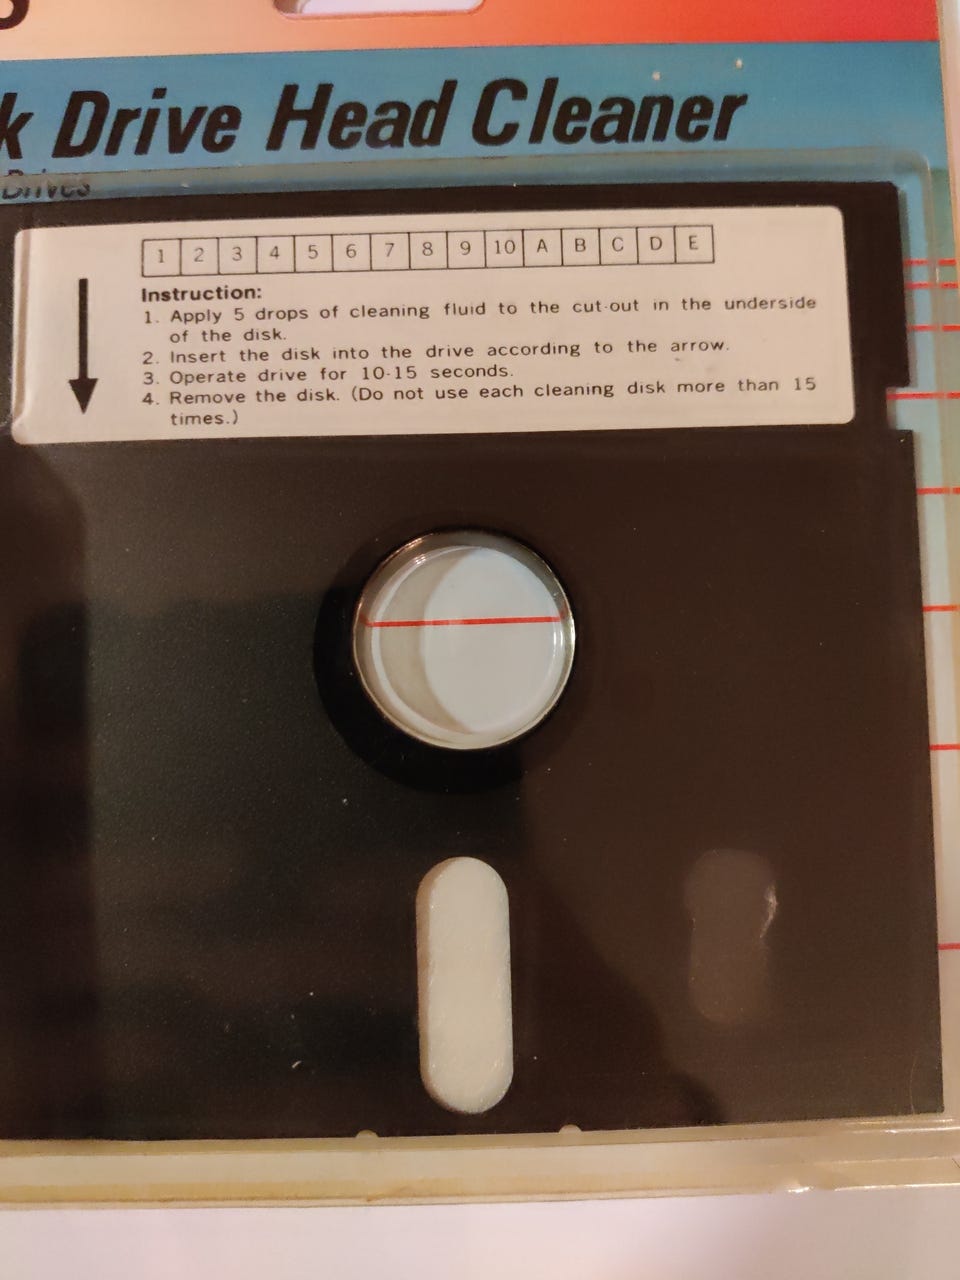 k Drive Head Cleaner
Drives
1 2 3 4 5 6 7 8 9 10 A B C D E
Instruction:
1. Apply 5 drops of cleaning fluid to the cut-out in the underside
of the disk.
2. Insert the disk into the drive according to the arrow.
3. Operate drive for 10-15 seconds.
4. Remove the disk. (Do not use each cleaning disk more than 15
times.)